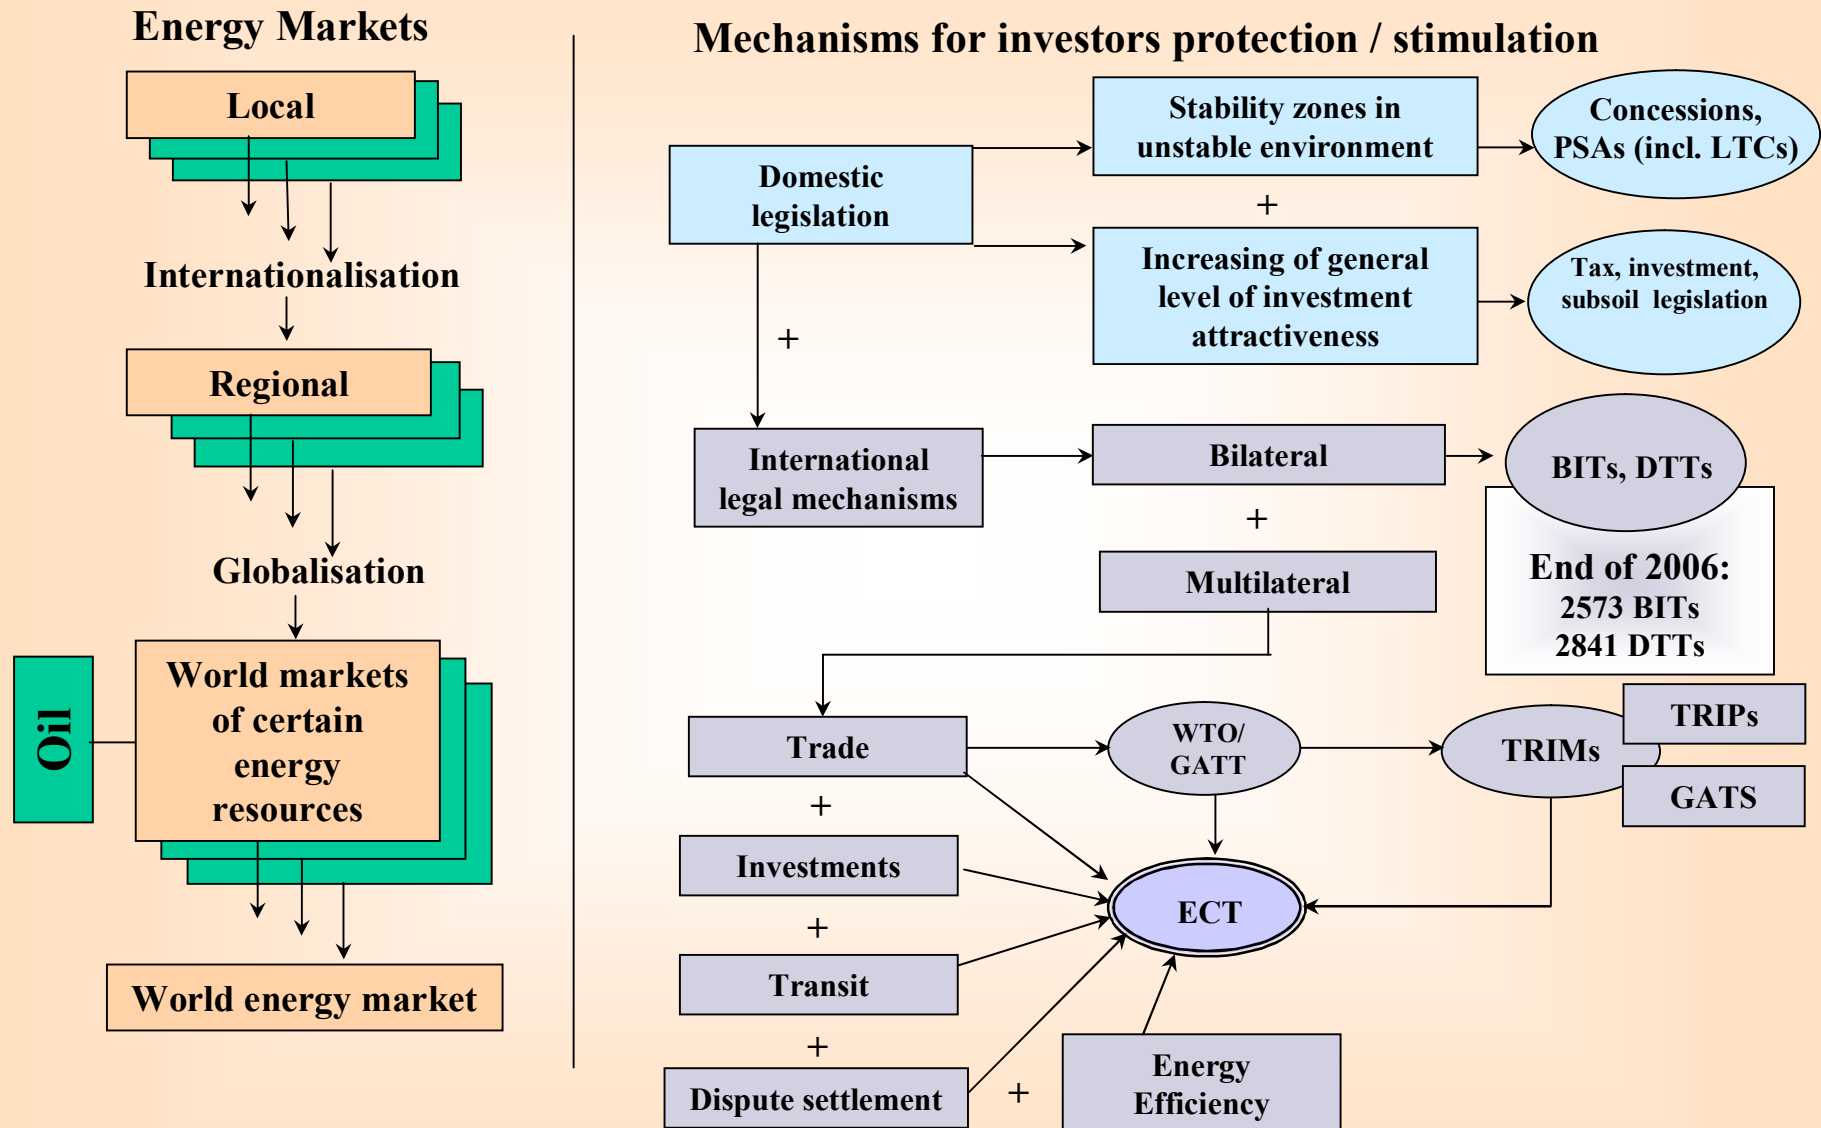 Energy Markets
Local
Internationalisation
Regional
Globalisation
Oil
World markets
of certain
energy
resources
World energy market
Mechanisms for investors protection / stimulation
Domestic
legislation
Stability zones in
unstable environment
Concessions,
PSAs (incl. LTCs)
+
Increasing of general
level of investment
attractiveness
Tax, investment,
subsoil legislation
+
International
legal mechanisms
Bilateral
BITs, DTTs
+
End of 2006:
2573 BITs
2841 DTTs
Multilateral
Trade
WTO/
GATT
TRIMs
TRIPs
GATS
+
Investments
ECT
+
Transit
+
Dispute settlement
+
Energy
Efficiency